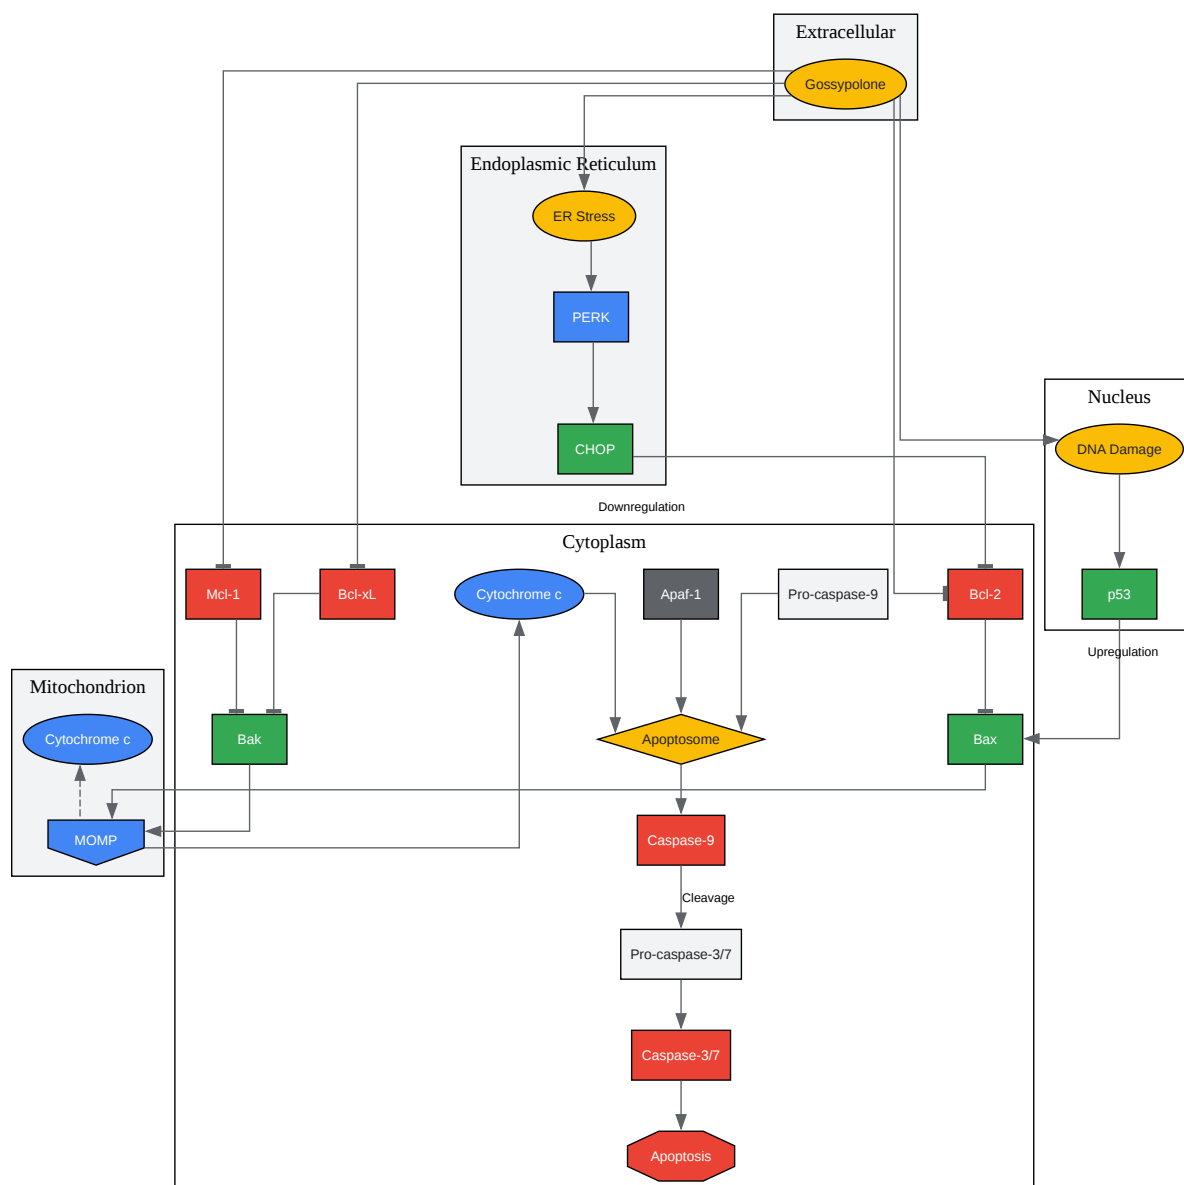 Extracellular
Gossypolone
Endoplasmic Reticulum
ER Stress
PERK
Nucleus
CHOP
DNA Damage
Downregulation
Cytoplasm
Mcl-1
Bcl-xL
Cytochrome c
Apaf-1
Pro-caspase-9
Bcl-2
p53
Upregulation
Mitochondrion
Cytochrome c
Bak
Apoptosome
Bax
MOMP
Caspase-9
Cleavage
Pro-caspase-3/7
Caspase-3/7
Apoptosis